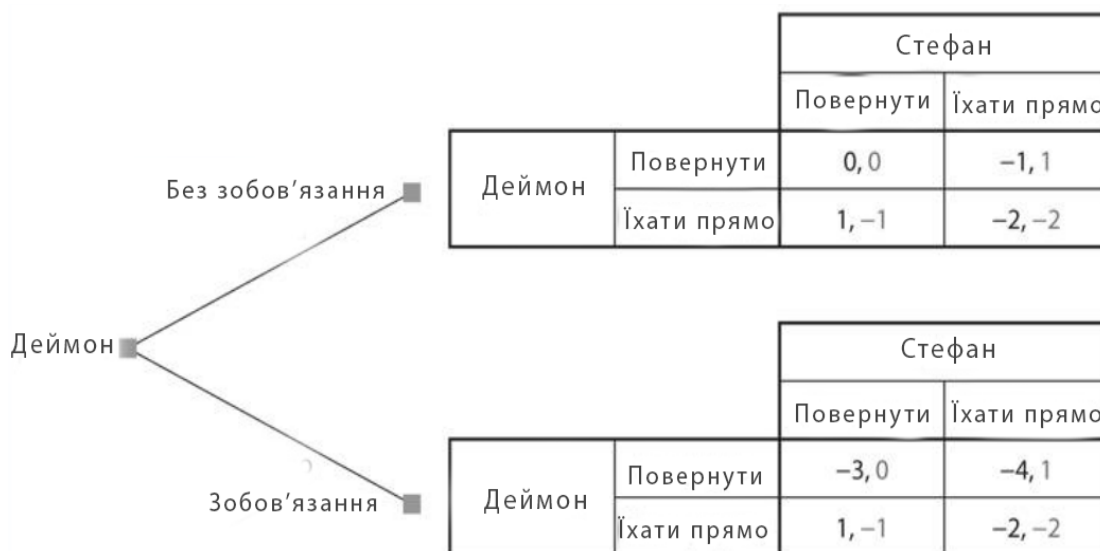 Стефан
Повернути Їхати прямо
Деймон Повернути 0, 0 −1, 1
Їхати прямо 1, −1 −2, −2
Без зобов’язання
Деймон
Зобов’язання
Стефан
Повернути Їхати прямо
Деймон Повернути −3, 0 −4, 1
Їхати прямо 1, −1 −2, −2